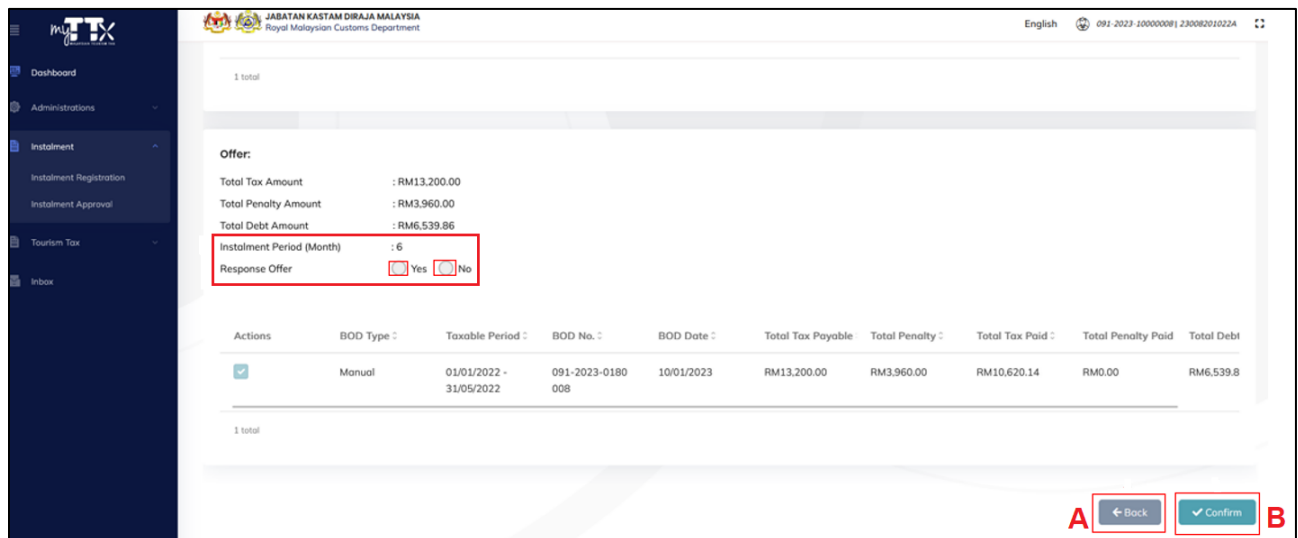 myTTX
JABATAN KASTAM DIRAJA MALAYSIA
Royal Malaysian Customs Department
English
091-2023-10000008| 23008201022A
Dashboard
Administrations
Instalment
Instalment Registration
Instalment Approval
Tourism Tax
Inbox
1 total
Offer:
Total Tax Amount : RM13,200.00
Total Penalty Amount : RM3,960.00
Total Debt Amount : RM6,539.86
Instalment Period (Month) : 6
Response Offer Yes No
Actions BOD Type Taxable Period BOD No. BOD Date Total Tax Payable Total Penalty Total Tax Paid Total Penalty Paid Total Debt
Manual 01/01/2022 - 091-2023-0180 10/01/2023 RM13,200.00 RM3,960.00 RM10,620.14 RM0.00 RM6,539.8
31/05/2022 008
1 total
A Back Confirm B